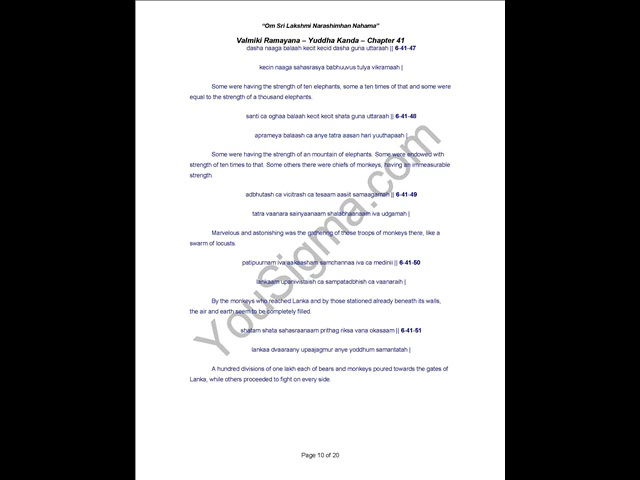 “Om Sri Lakshmi Narashimhan Nahama”
Valmiki Ramayana – Yuddha Kanda – Chapter 41
dasha naaga balaah kecit kecid dasha guna uttaraah || 6-41-47
kecin naaga sahasrasya babhuuvus tulya vikramaah |
Some were having the strength of ten elephants, some a ten times of that and some were
equal to the strength of a thousand elephants.
santi ca oghaa balaah kecit kecit shata guna uttaraah || 6-41-48
aprameya balaash ca anye tatra aasan hari yuuthapaah |
Some were having the strength of an mountain of elephants. Some were endowed with
strength of ten times to that. Some others there were chiefs of monkeys, having an immeasurable
strength.
adbhutash ca vicitrash ca tesaam aasiit samaagamah || 6-41-49
tatra vaanara sainyaanaam shalabhaanaam iva udgamah |
Marvelous and astonishing was the gathering of these troops of monkeys there, like a
swarm of locusts.
patipuurnam iva aakaasham samchannaa iva ca medinii || 6-41-50
lankaam upanivistaish ca sampatadbhish ca vaanaraih |
By the monkeys who reached Lanka and by those stationed already beneath its walls,
the air and earth seem to be completely filled.
shatam shata sahasraanaam prithag riksa vana okasaam || 6-41-51
lankaa dvaaraany upaajagmur anye yoddhum samantatah |
A hundred divisions of one lakh each of bears and monkeys poured towards the gates of
Lanka, while others proceeded to fight on every side.
YouSigma.com
Page 10 of 20